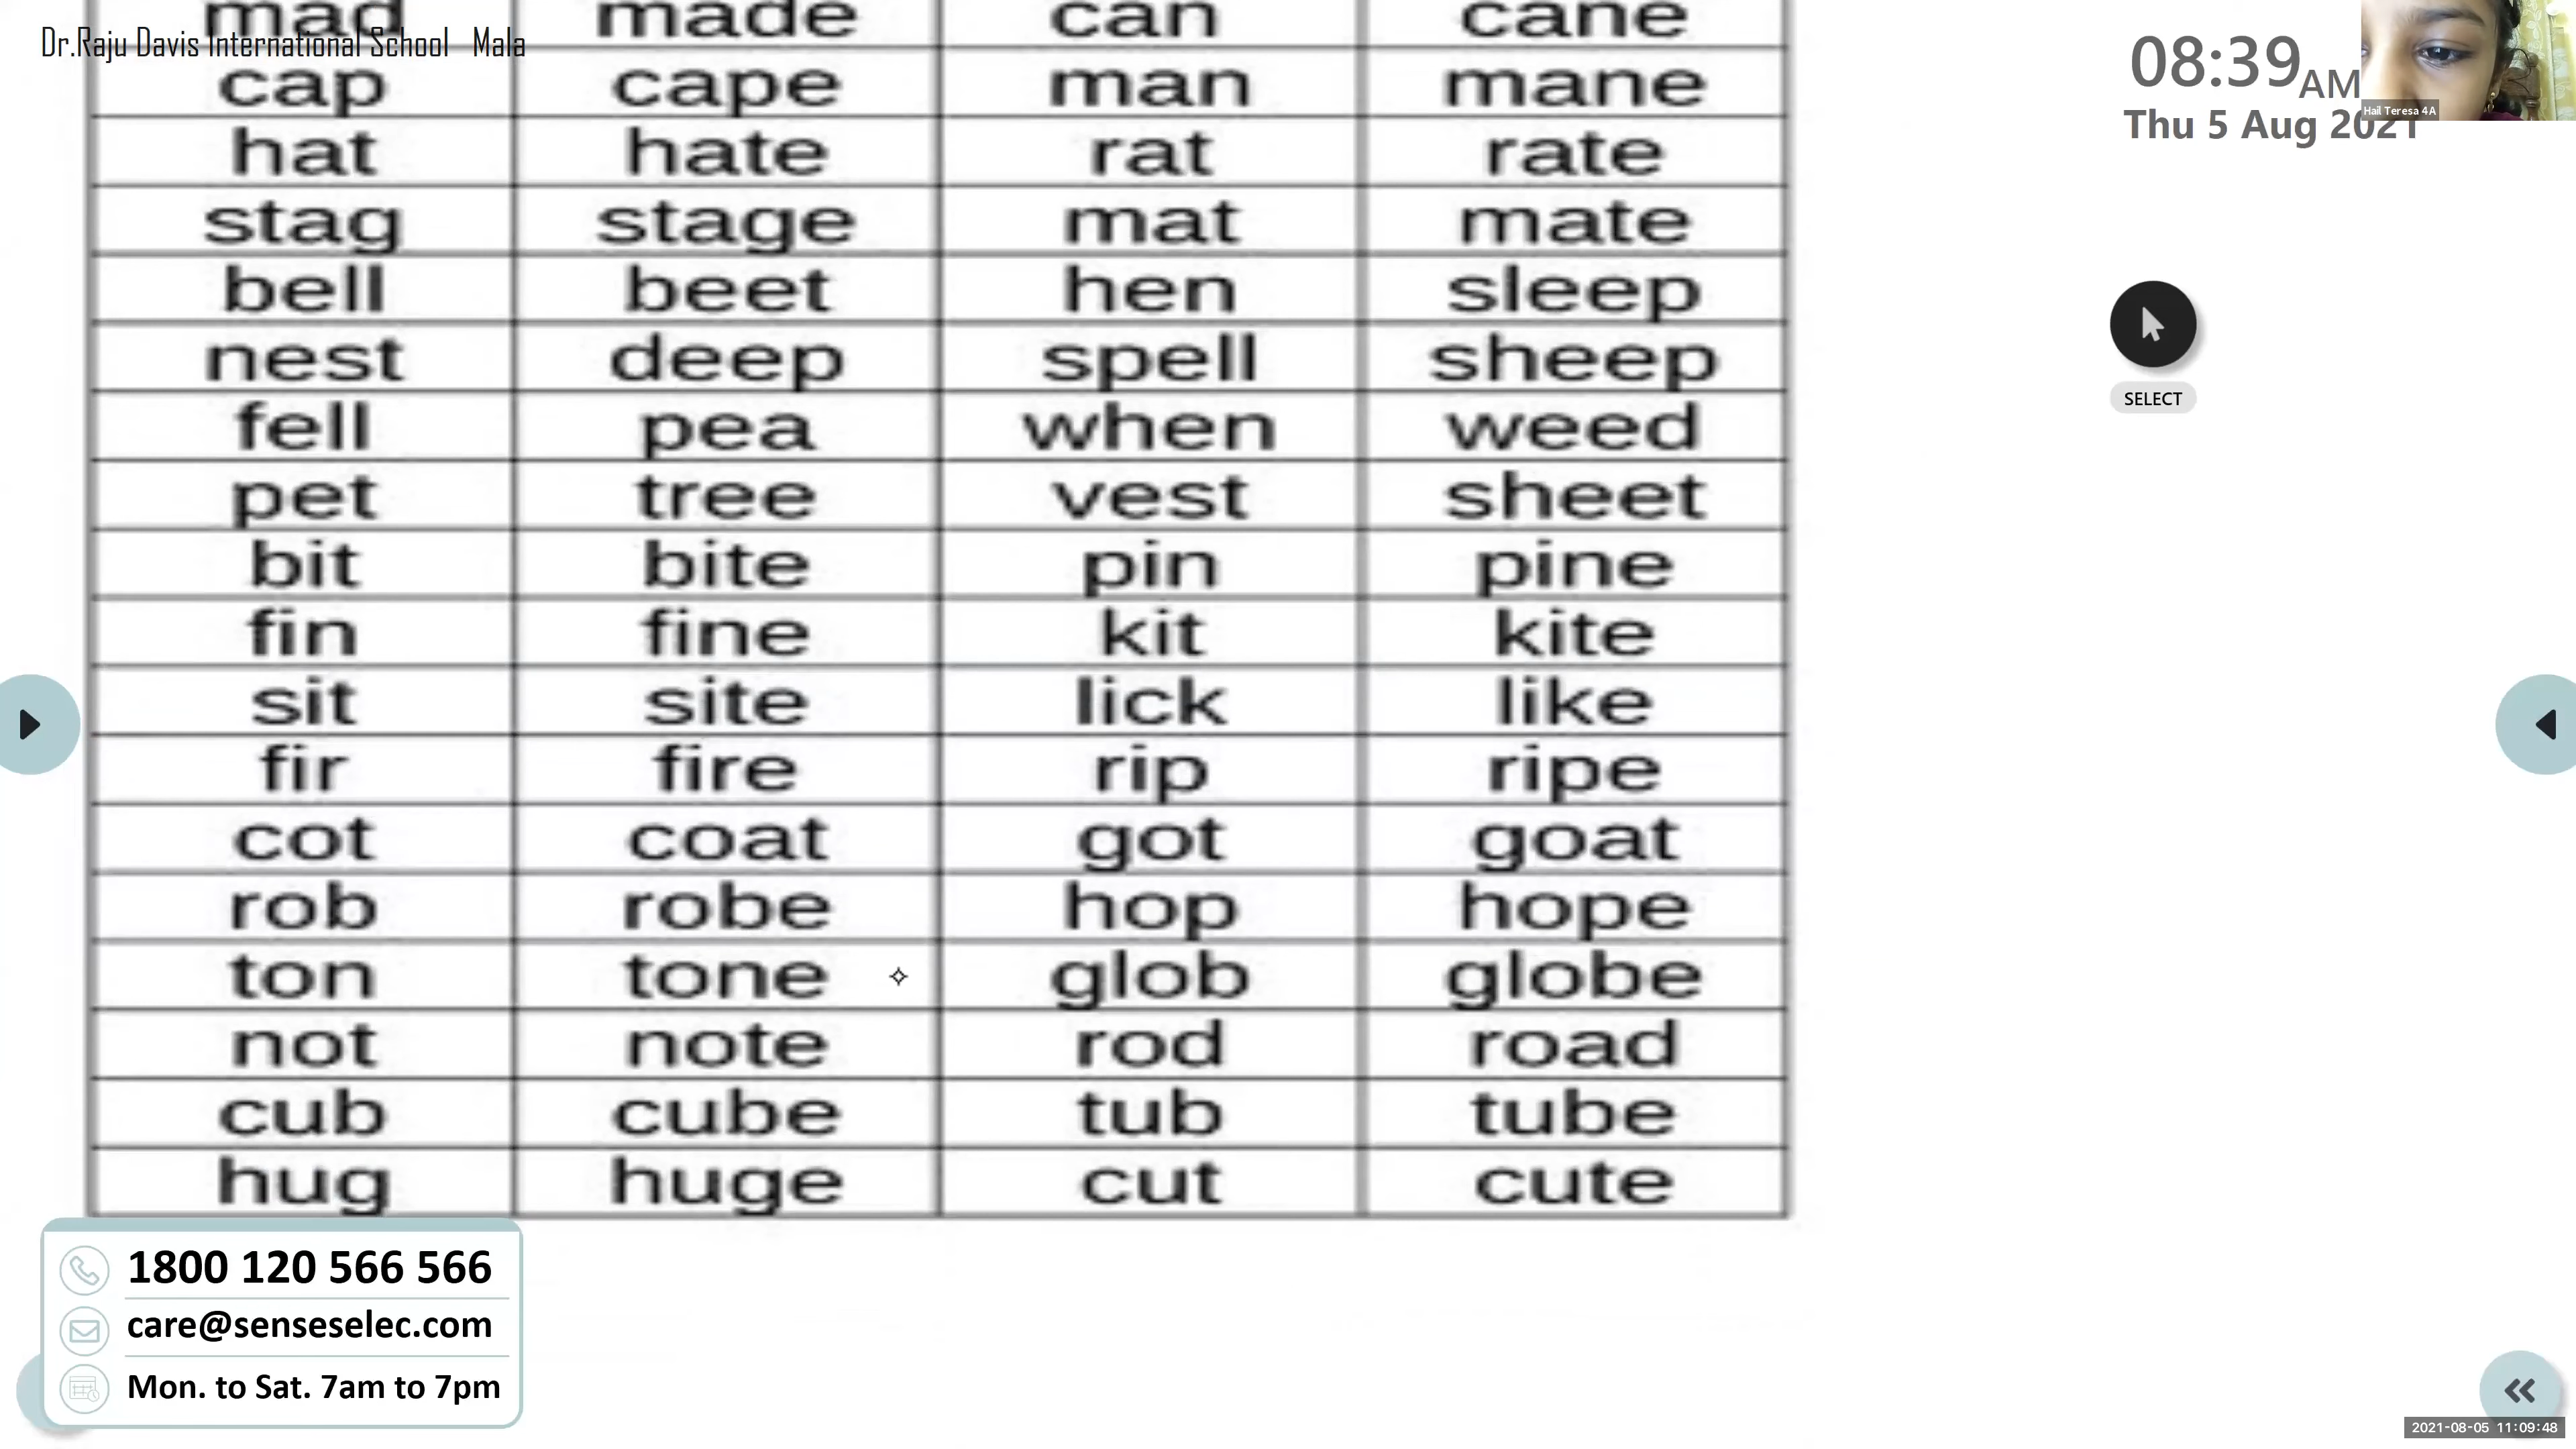 mad made can cane
Dr.Raju Davis International School Mala
cap cape man mane
hat hate rat rate
stag stage mat mate
bell beet hen sleep
nest deep spell sheep
fell pea when weed
pet tree vest sheet
bit bite pin pine
fin fine kit kite
sit site lick like
fir fire rip ripe
cot coat got goat
rob robe hop hope
ton tone glob globe
not note rod road
cub cube tub tube
hug huge cut cute
08:39 AM
Thu 5 Aug 2021
Hail Teresa 4 A
SELECT
1800 120 566 566
care@senseselec.com
Mon. to Sat. 7am to 7pm
2021-08-05 11:09:48